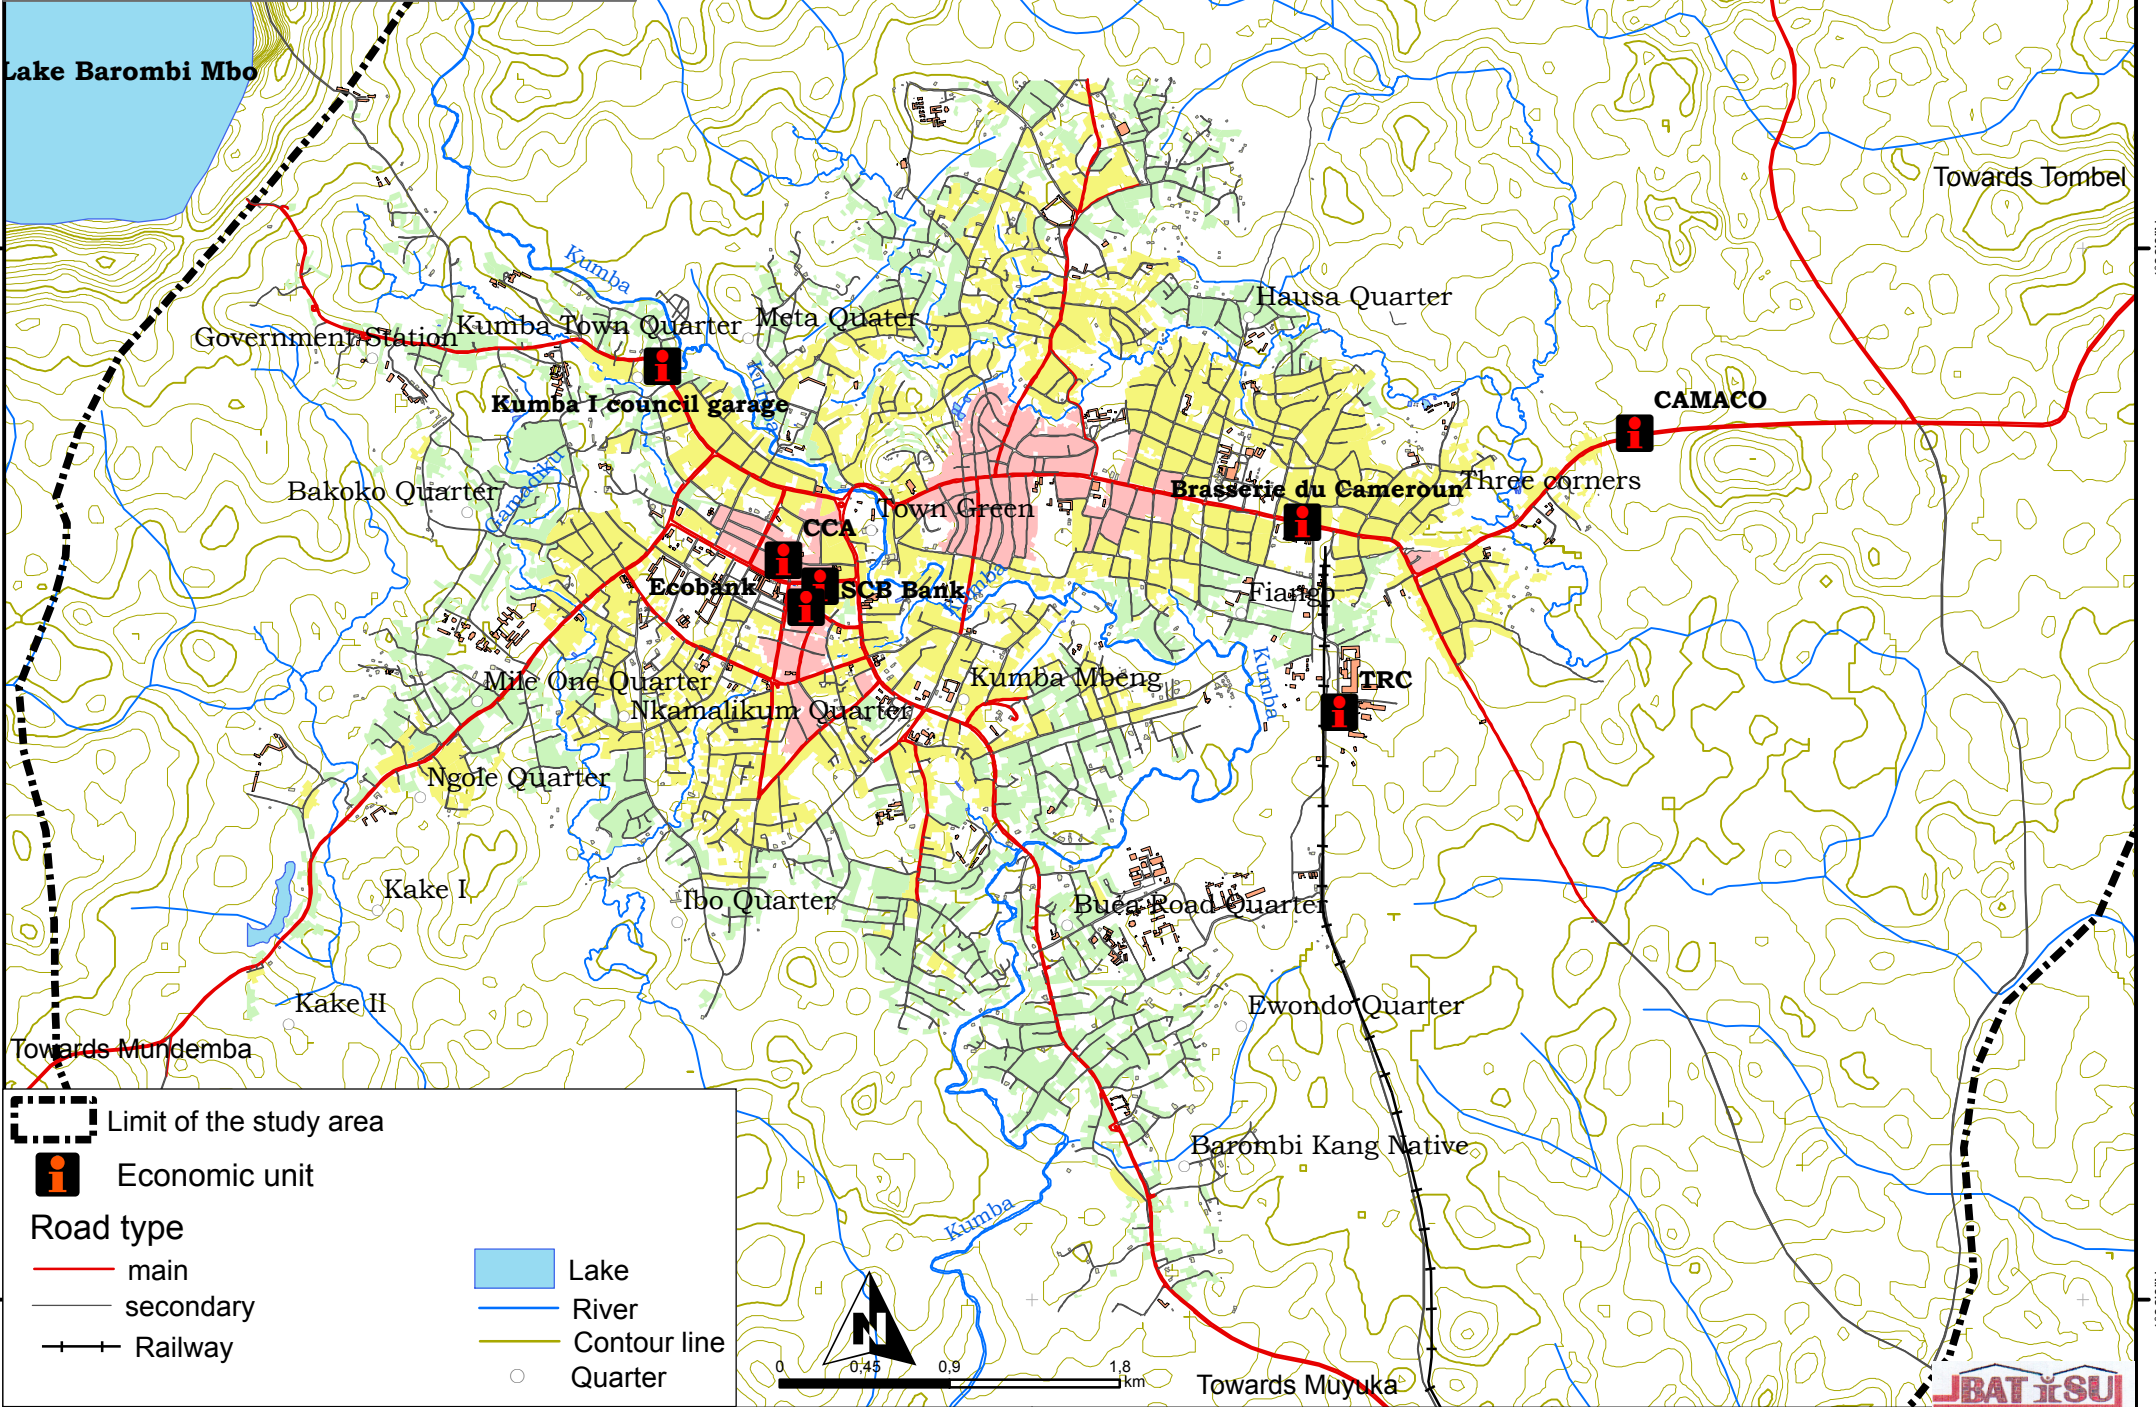 Lake Barombi Mbo
Towards Tombel
Kumba
Hausa Quarter
Government Station
Kumba Town Quarter
Meta Quater
Kumba
Kumba I council garage
CAMACO
Bakoko Quarter
Gamadiku
Town Green
Brasserie du Cameroun
Three corners
CCA
Ecobank
SCB Bank
Kumba
Fiango
Kumba
Mile One Quarter
Kumba Mbeng
TRC
Nkamalikum Quarter
Ngole Quarter
Kake I
Ibo Quarter
Buea Road Quarter
Kake II
Ewondo Quarter
Towards Mundemba
Barombi Kang Native
Kumba
Limit of the study area
Economic unit
Road type
main
secondary
Railway
Lake
River
Contour line
Quarter
N
0 0,45 0,9 1,8
km
Towards Muyuka
BATiSU